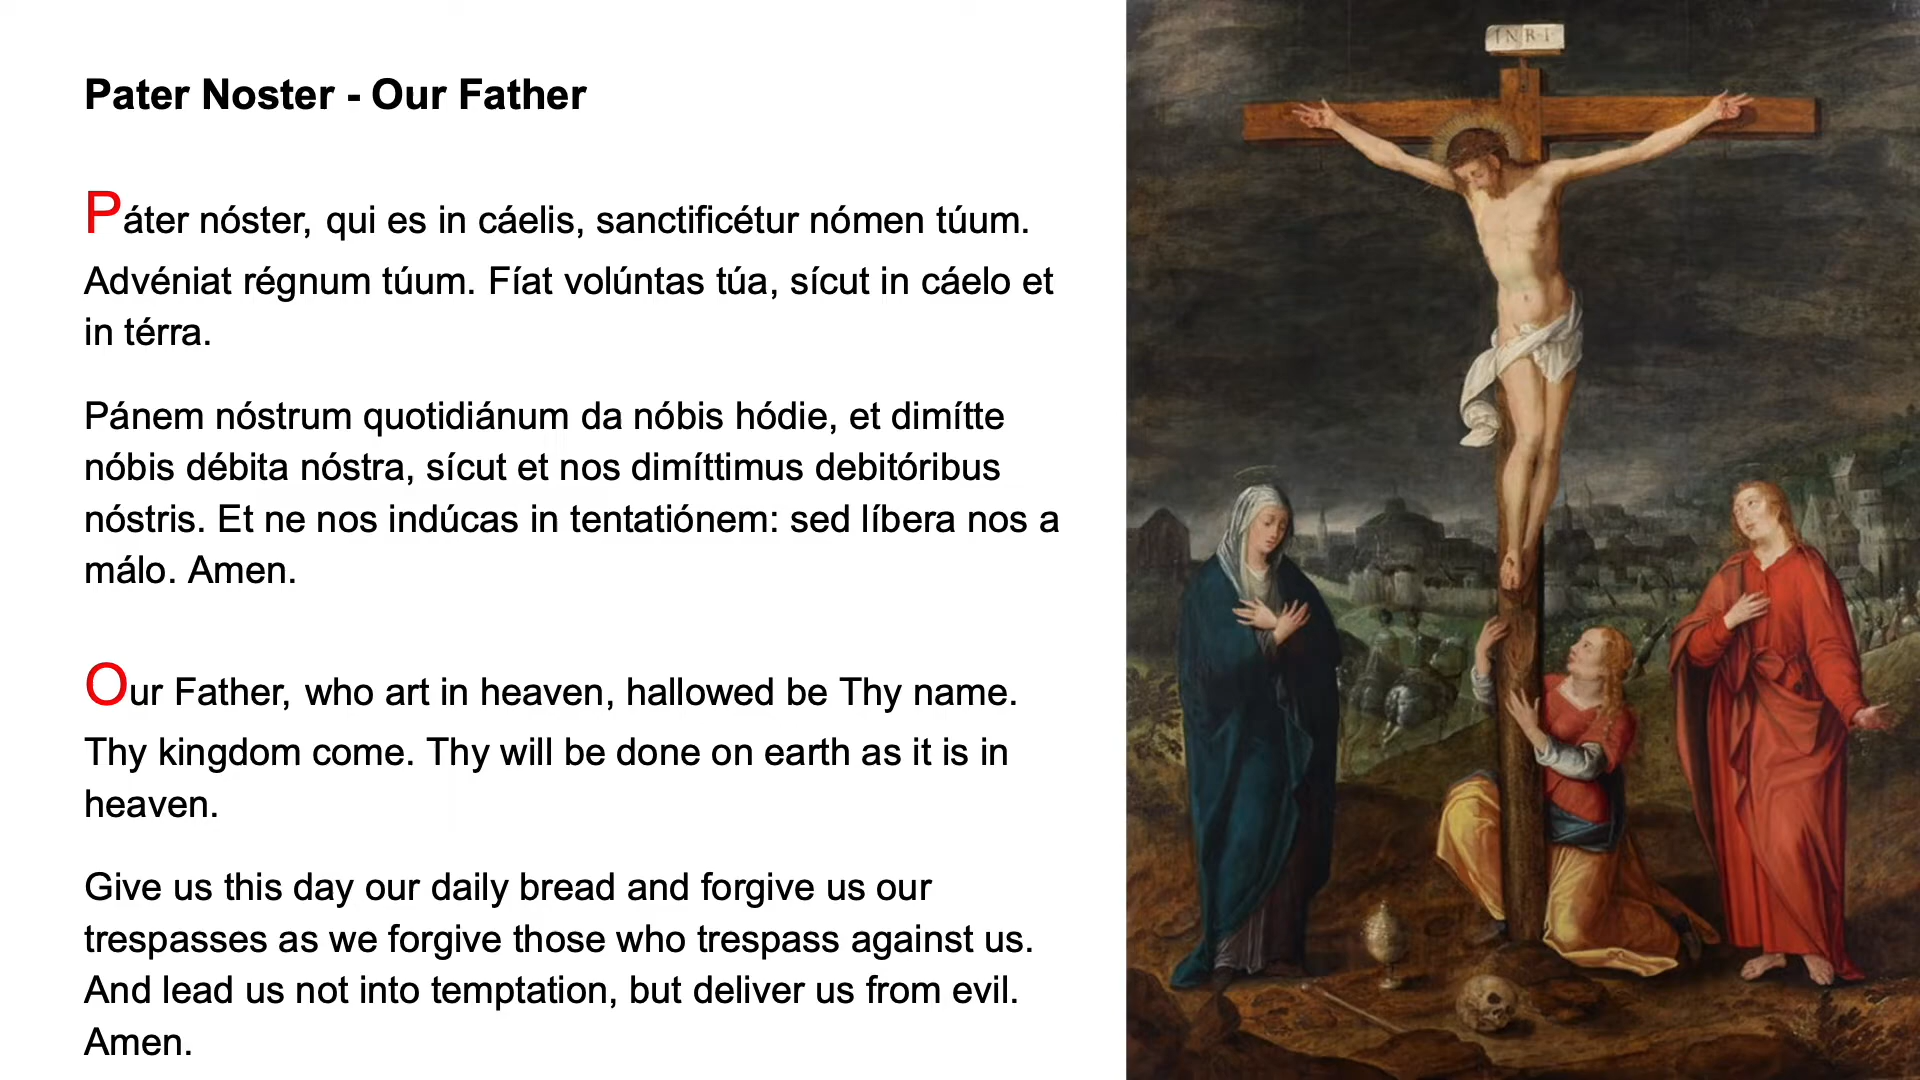 Pater Noster - Our Father
Páter nóster, qui es in cáelis, sanctificétur nómen túum.
Advéniat régnum túum. Fíat volúntas túa, sícut in cáelo et
in térra.
Pánem nóstrum quotidiánum da nóbis hódie, et dimítte
nóbis débita nóstra, sícut et nos dimíttimus debitóribus
nóstris. Et ne nos indúcas in tentatiónem: sed líbera nos a
málo. Amen.
Our Father, who art in heaven, hallowed be Thy name.
Thy kingdom come. Thy will be done on earth as it is in
heaven.
Give us this day our daily bread and forgive us our
trespasses as we forgive those who trespass against us.
And lead us not into temptation, but deliver us from evil.
Amen.
INRI